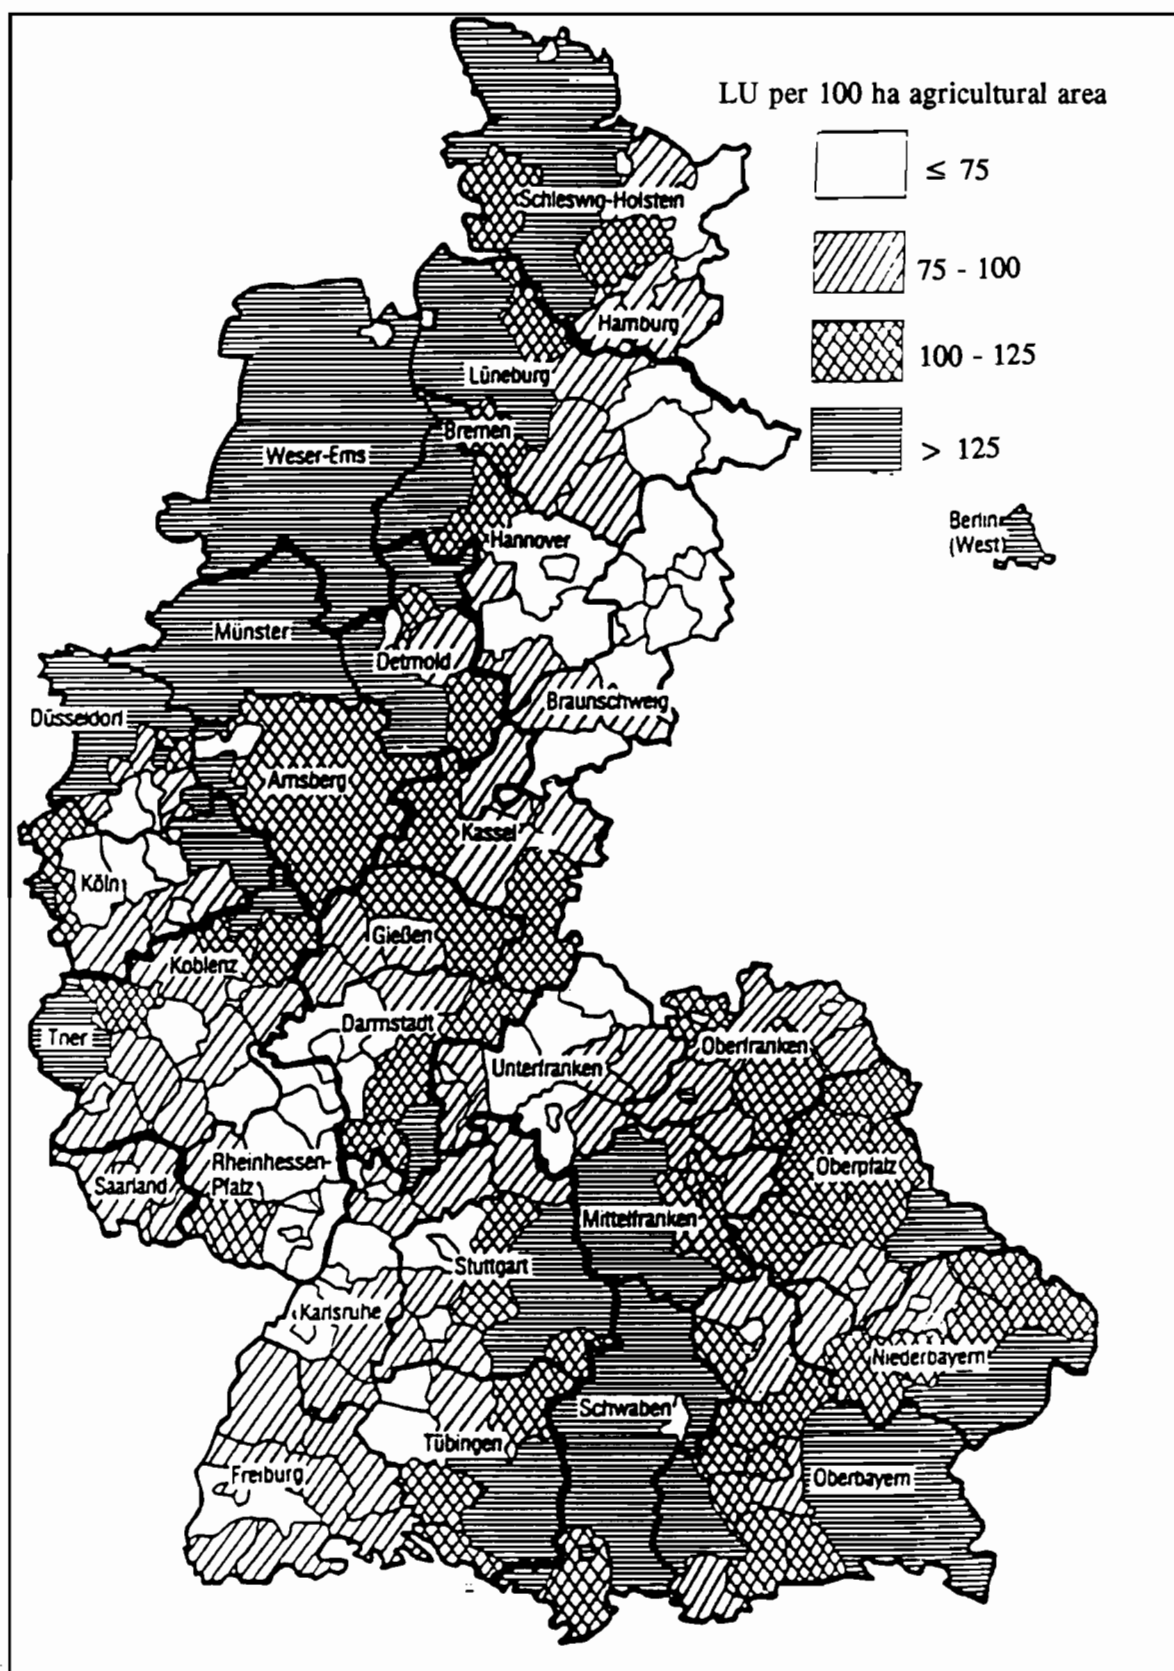 LU per 100 ha agricultural area
≤ 75
75 - 100
100 - 125
> 125
Schleswig-Holstein
Hamburg
Lüneburg
Bremen
Weser-Ems
Hannover
Berlin
(West)
Münster
Detmold
Braunschweig
Düsseldorf
Arnsberg
Kassel
Köln
Gießen
Koblenz
Trier
Darmstadt
Unterfranken
Oberfranken
Rheinhessen-
Pfalz
Saarland
Oberpfalz
Mittelfranken
Stuttgart
Karlsruhe
Niederbayern
Schwaben
Tübingen
Freiburg
Oberbayern